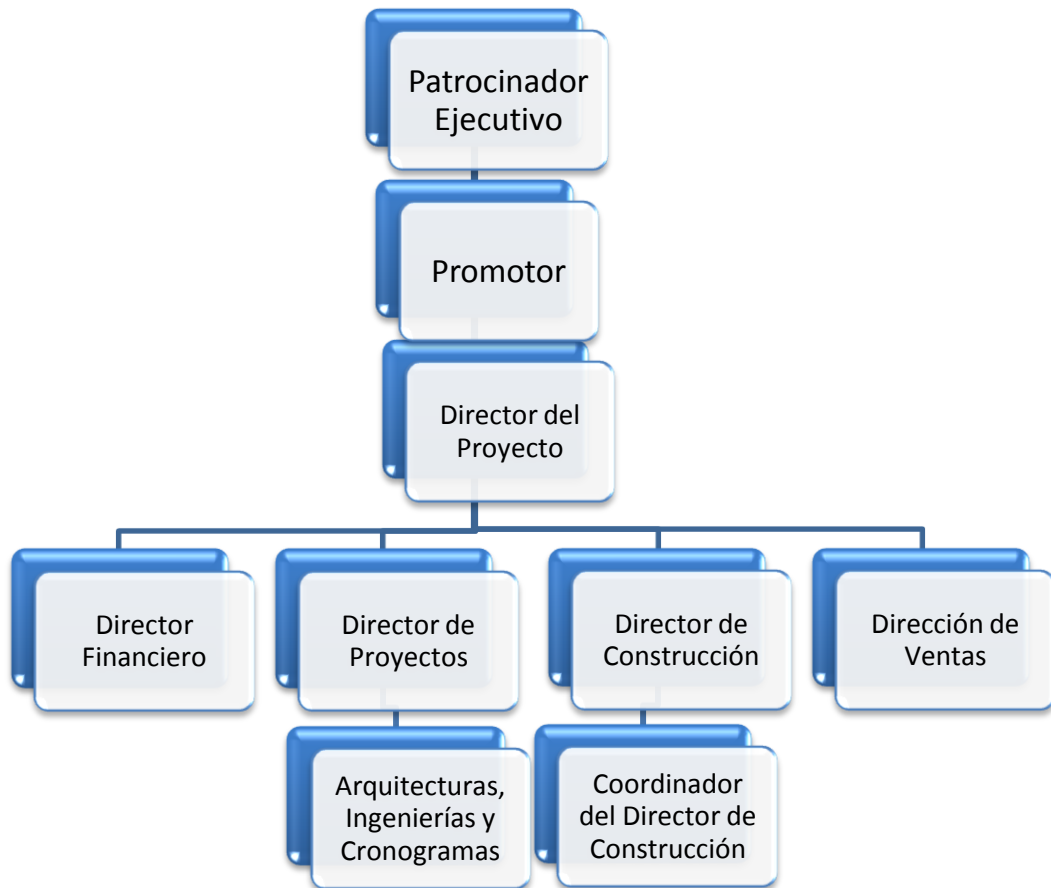 Patrocinador
Ejecutivo
Promotor
Director del
Proyecto
Director
Financiero
Director de
Proyectos
Director de
Construcción
Dirección de
Ventas
Arquitecturas,
Ingenierías y
Cronogramas
Coordinador
del Director de
Construcción